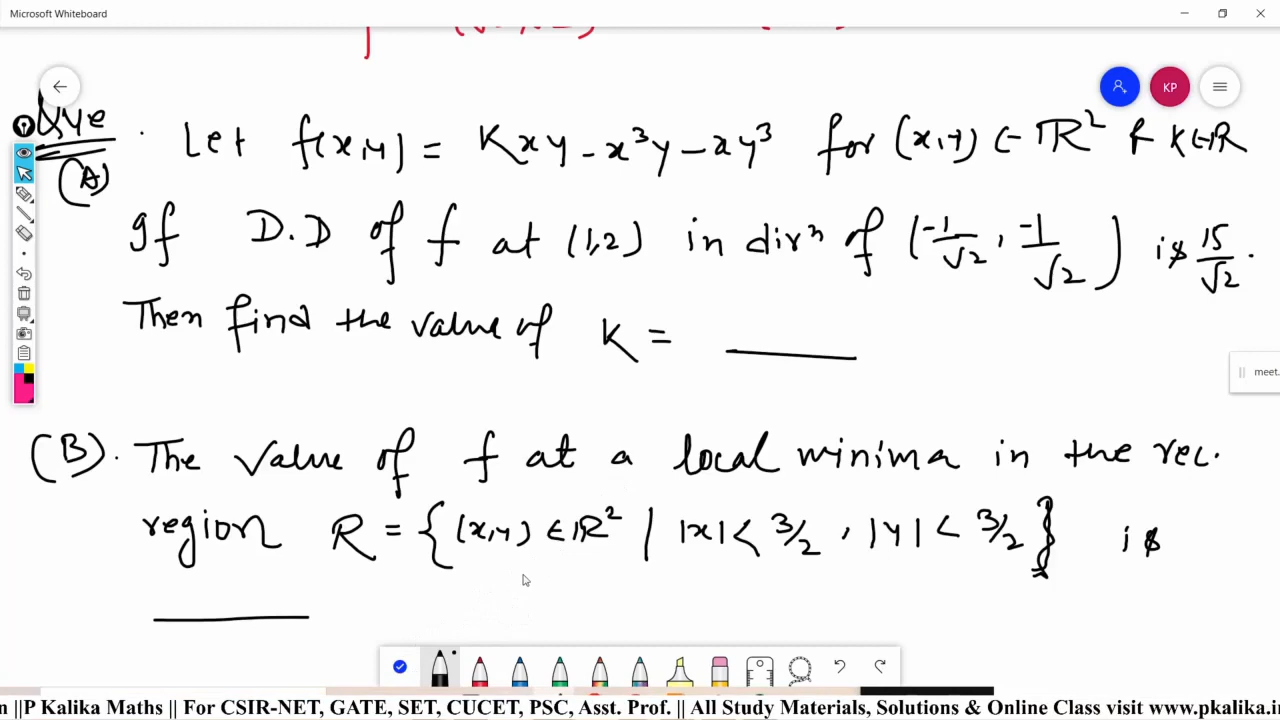 Microsoft Whiteboard
KP
Que. Let f(x,y) = Kxy - x³y - xy³ for (x,y) ∈ ℝ² & K∈ℝ
(A)
If D.D of f at (1,2) in dirⁿ of (-1/√2, -1/√2) is 15/√2.
Then find the value of K = ______
meet.
(B). The value of f at a local minima in the rec.
region R = {(x,y) ∈ ℝ² | |x| < 3/2, |y| < 3/2} is
______
n ||P Kalika Maths || For CSIR-NET, GATE, SET, CUCET, PSC, Asst. Prof. || All Study Materials, Solutions & Online Class visit www.pkalika.i